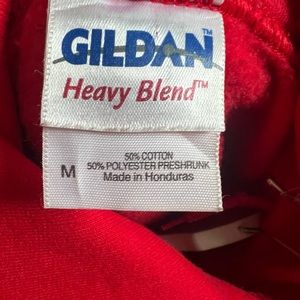 GILDAN™
Heavy Blend™
50% COTTON
50% POLYESTER PRESHRUNK
M
Made in Honduras